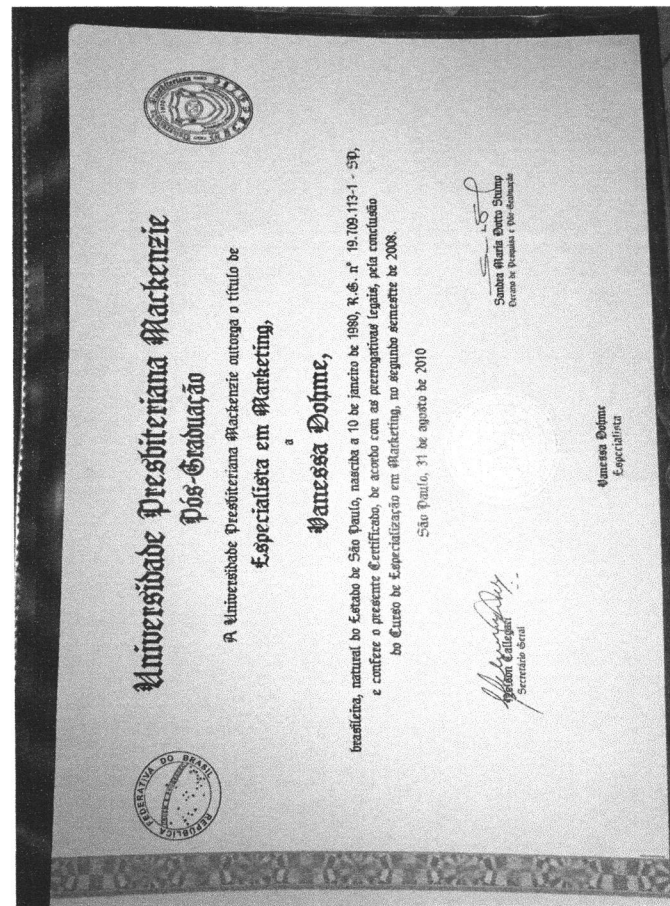 REPÚBLICA FEDERATIVA DO BRASIL
Universidade Presbiteriana Mackenzie
Pós-Graduação
A Universidade Presbiteriana Mackenzie outorga o título de
Especialista em Marketing,
a
Vanessa Dohme,
brasileira, natural do Estado de São Paulo, nascida a 10 de janeiro de 1980, R.G. nº 19.709.113-1 - SP,
e confere o presente Certificado, de acordo com as prerrogativas legais, pela conclusão
do Curso de Especialização em Marketing, no segundo semestre de 2008.
São Paulo, 31 de agosto de 2010
Nelson Callegari
Secretário Geral
Sandra Maria Dotto Stump
Decano de Pesquisa e Pós-Graduação
Vanessa Dohme
Especialista